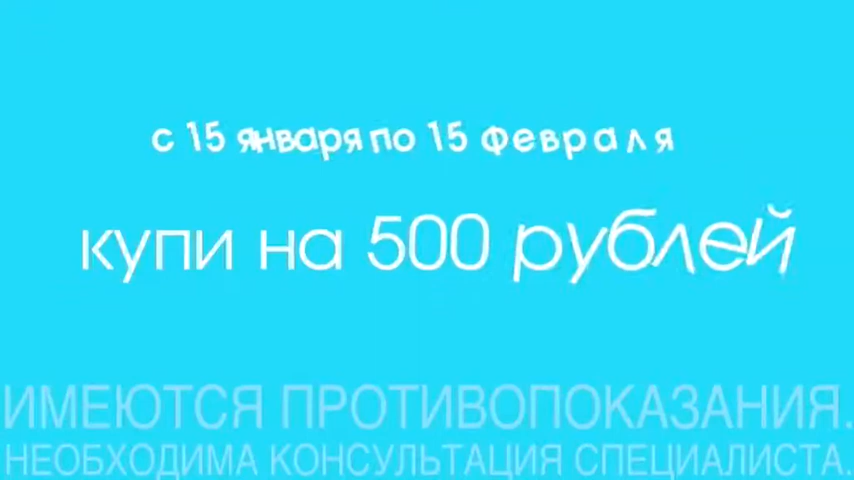 с 15 января по 15 февраля
купи на 500 рублей
ИМЕЮТСЯ ПРОТИВОПОКАЗАНИЯ.
НЕОБХОДИМА КОНСУЛЬТАЦИЯ СПЕЦИАЛИСТА.